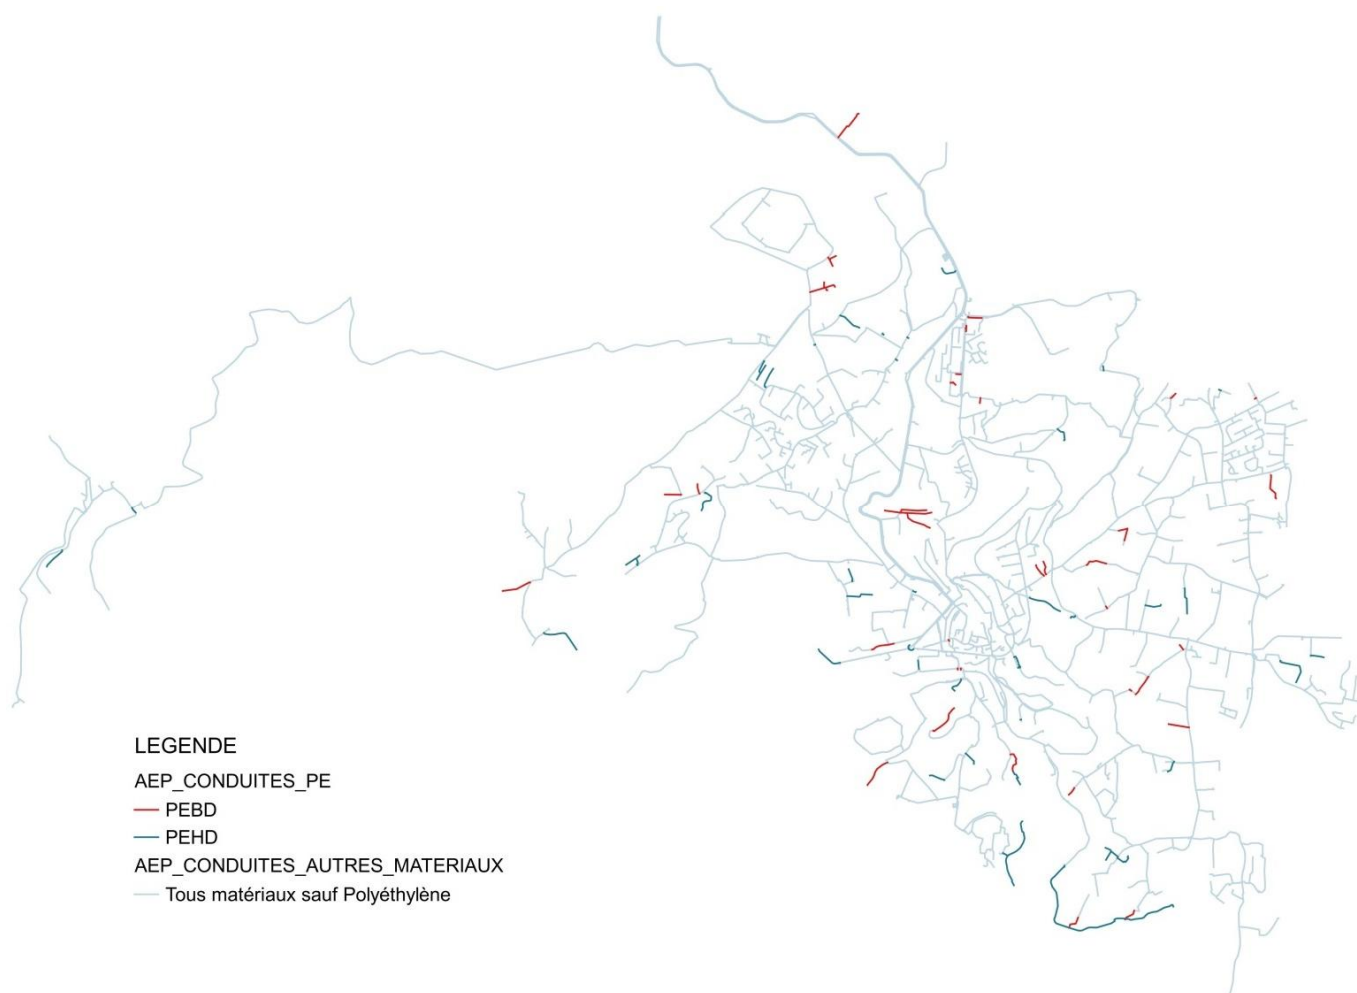 LEGENDE
AEP_CONDUITES_PE
PEBD
PEHD
AEP_CONDUITES_AUTRES_MATERIAUX
Tous matériaux sauf Polyéthylène